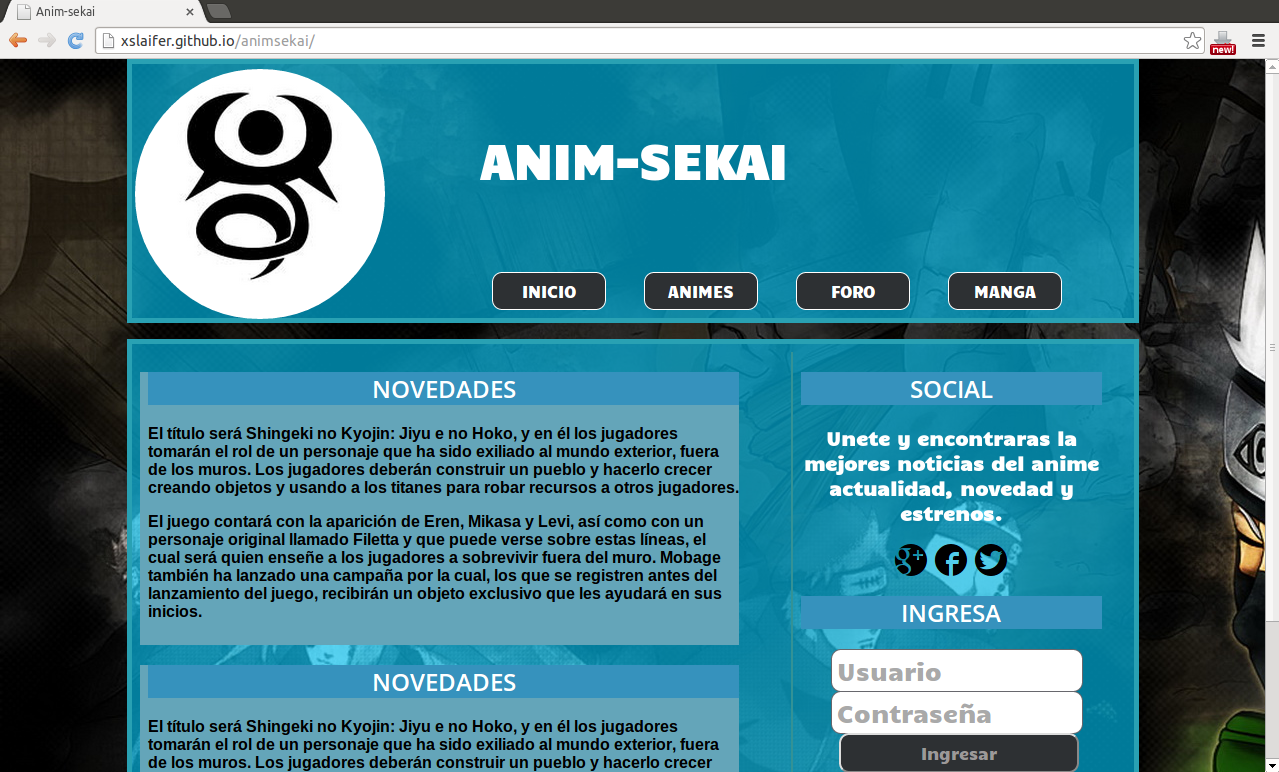 Anim-sekai
xslaifer.github.io/animsekai/
new!
ANIM-SEKAI
INICIO
ANIMES
FORO
MANGA
NOVEDADES
El título será Shingeki no Kyojin: Jiyu e no Hoko, y en él los jugadores
tomarán el rol de un personaje que ha sido exiliado al mundo exterior, fuera
de los muros. Los jugadores deberán construir un pueblo y hacerlo crecer
creando objetos y usando a los titanes para robar recursos a otros jugadores.
El juego contará con la aparición de Eren, Mikasa y Levi, así como con un
personaje original llamado Filetta y que puede verse sobre estas líneas, el
cual será quien enseñe a los jugadores a sobrevivir fuera del muro. Mobage
también ha lanzado una campaña por la cual, los que se registren antes del
lanzamiento del juego, recibirán un objeto exclusivo que les ayudará en sus
inicios.
NOVEDADES
El título será Shingeki no Kyojin: Jiyu e no Hoko, y en él los jugadores
tomarán el rol de un personaje que ha sido exiliado al mundo exterior, fuera
de los muros. Los jugadores deberán construir un pueblo y hacerlo crecer
SOCIAL
Unete y encontraras la
mejores noticias del anime
actualidad, novedad y
estrenos.
INGRESA
Usuario
Contraseña
Ingresar